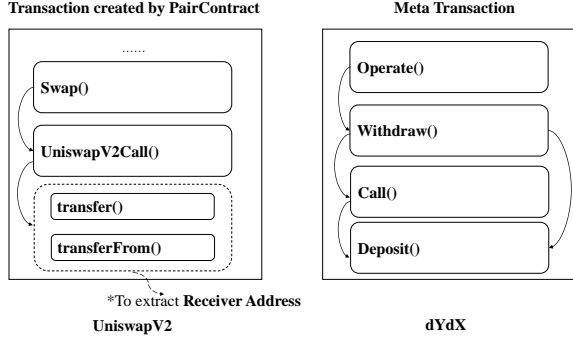 Transaction created by PairContract
......
Swap()
UniswapV2Call()
transfer()
transferFrom()
*To extract Receiver Address
UniswapV2
Meta Transaction
Operate()
Withdraw()
Call()
Deposit()
dYdX